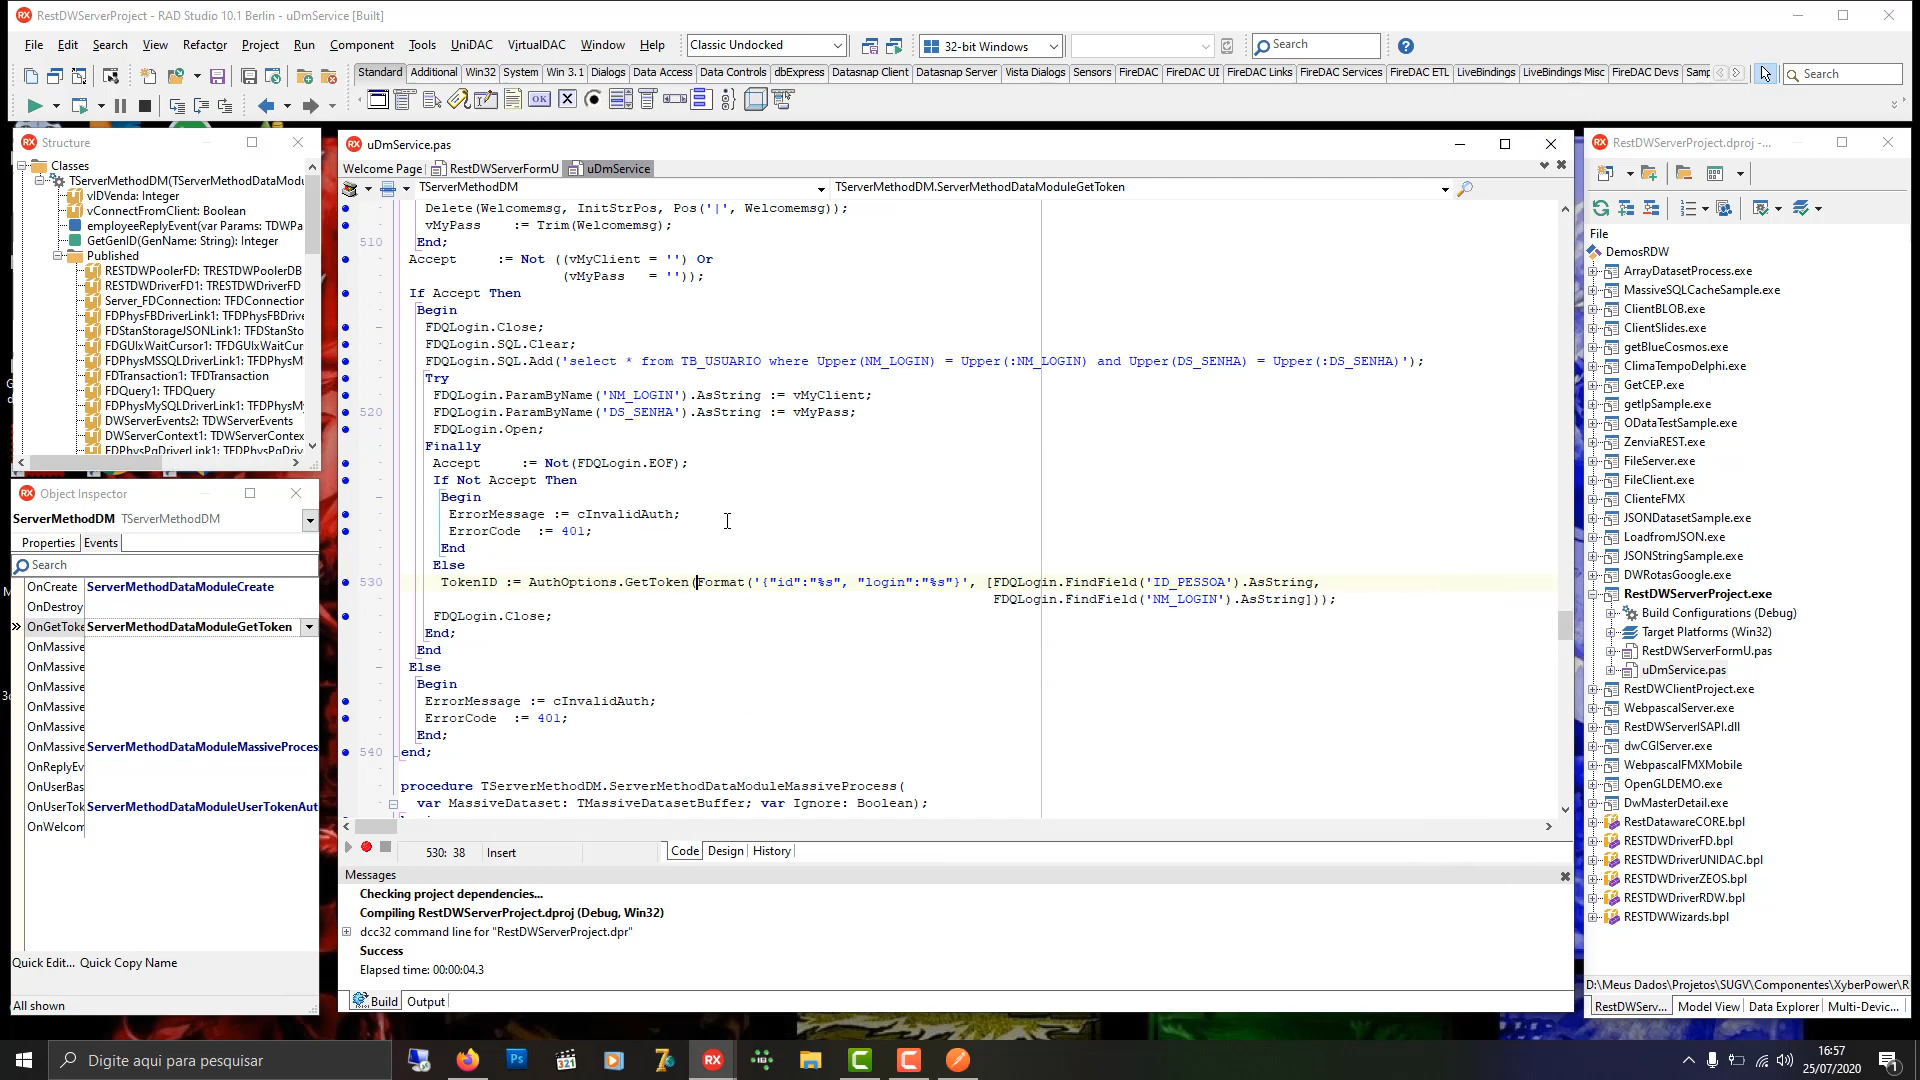 RestDWServerProject - RAD Studio 10.1 Berlin - uDmService [Built]
File Edit Search View Refactor Project Run Component Tools UniDAC VirtualDAC Window Help
Classic Undocked
32-bit Windows
Search
Standard Additional Win32 System Win 3.1 Dialogs Data Access Data Controls dbExpress Datasnap Client Datasnap Server Vista Dialogs Sensors FireDAC FireDAC UI FireDAC Links FireDAC Services FireDAC ETL LiveBindings LiveBindings Misc FireDAC Devs Samp
Search
OK
Structure
Classes
TServerMethodDM(TServerMethodDataModu
vIDVenda: Integer
vConnectFromClient: Boolean
employeeReplyEvent(var Params: TDWPa
GetGenID(GenName: String): Integer
Published
RESTDWPoolerFD: TRESTDWPoolerDB
RESTDWDriverFD1: TRESTDWDriverFD
Server_FDConnection: TFDConnection
FDPhysFBDriverLink1: TFDPhysFBDrive
FDStanStorageJSONLink1: TFDStanSto
FDGUIxWaitCursor1: TFDGUIxWaitCur
FDPhysMSSQLDriverLink1: TFDPhysM
FDTransaction1: TFDTransaction
FDQuery1: TFDQuery
FDPhysMySQLDriverLink1: TFDPhysMy
DWServerEvents2: TDWServerEvents
DWServerContext1: TDWServerContex
FDPhysPgDriverLink1: TFDPhysPgDrive
Object Inspector
ServerMethodDM TServerMethodDM
Properties Events
Search
OnCreate ServerMethodDataModuleCreate
OnDestroy
OnGetToke ServerMethodDataModuleGetToken
OnMassive
OnMassive
OnMassive
OnMassive
OnMassive
OnMassive ServerMethodDataModuleMassiveProces
OnReplyEv
OnUserBas
OnUserTok ServerMethodDataModuleUserTokenAut
OnWelcom
Quick Edit... Quick Copy Name
All shown
uDmService.pas
Welcome Page RestDWServerFormU uDmService
TServerMethodDM TServerMethodDM.ServerMethodDataModuleGetToken
Delete(Welcomemsg, InitStrPos, Pos('|', Welcomemsg));
vMyPass := Trim(Welcomemsg);
510 End;
Accept := Not ((vMyClient = '') Or
(vMyPass = ''));
If Accept Then
Begin
FDQLogin.Close;
FDQLogin.SQL.Clear;
FDQLogin.SQL.Add('select * from TB_USUARIO where Upper(NM_LOGIN) = Upper(:NM_LOGIN) and Upper(DS_SENHA) = Upper(:DS_SENHA)');
Try
FDQLogin.ParamByName('NM_LOGIN').AsString := vMyClient;
520 FDQLogin.ParamByName('DS_SENHA').AsString := vMyPass;
FDQLogin.Open;
Finally
Accept := Not(FDQLogin.EOF);
If Not Accept Then
Begin
ErrorMessage := cInvalidAuth;
ErrorCode := 401;
End
Else
530 TokenID := AuthOptions.GetToken(Format('{"id":"%s", "login":"%s"}', [FDQLogin.FindField('ID_PESSOA').AsString,
FDQLogin.FindField('NM_LOGIN').AsString]));
FDQLogin.Close;
End;
End
Else
Begin
ErrorMessage := cInvalidAuth;
ErrorCode := 401;
End;
540 end;
procedure TServerMethodDM.ServerMethodDataModuleMassiveProcess(
var MassiveDataset: TMassiveDatasetBuffer; var Ignore: Boolean);
530: 38 Insert Code Design History
Messages
Checking project dependencies...
Compiling RestDWServerProject.dproj (Debug, Win32)
dcc32 command line for "RestDWServerProject.dpr"
Success
Elapsed time: 00:00:04.3
Build Output
RestDWServerProject.dproj -...
File
DemosRDW
ArrayDatasetProcess.exe
MassiveSQLCacheSample.exe
ClientBLOB.exe
ClientSlides.exe
getBlueCosmos.exe
ClimaTempoDelphi.exe
GetCEP.exe
getIpSample.exe
ODataTestSample.exe
ZenviaREST.exe
FileServer.exe
FileClient.exe
ClienteFMX
JSONDatasetSample.exe
LoadfromJSON.exe
JSONStringSample.exe
DWRotasGoogle.exe
RestDWServerProject.exe
Build Configurations (Debug)
Target Platforms (Win32)
RestDWServerFormU.pas
uDmService.pas
RestDWClientProject.exe
WebpascalServer.exe
RestDWServerISAPI.dll
dwCGIServer.exe
WebpascalFMXMobile
OpenGLDEMO.exe
DwMasterDetail.exe
RestDatawareCORE.bpl
RESTDWDriverFD.bpl
RESTDWDriverUNIDAC.bpl
RESTDWDriverZEOS.bpl
RESTDWDriverRDW.bpl
RESTDWWizards.bpl
D:\Meus Dados\Projetos\SUGV\Componentes\XyberPower\R
RestDWServ... Model View Data Explorer Multi-Devic...
Digite aqui para pesquisar
16:57
25/07/2020